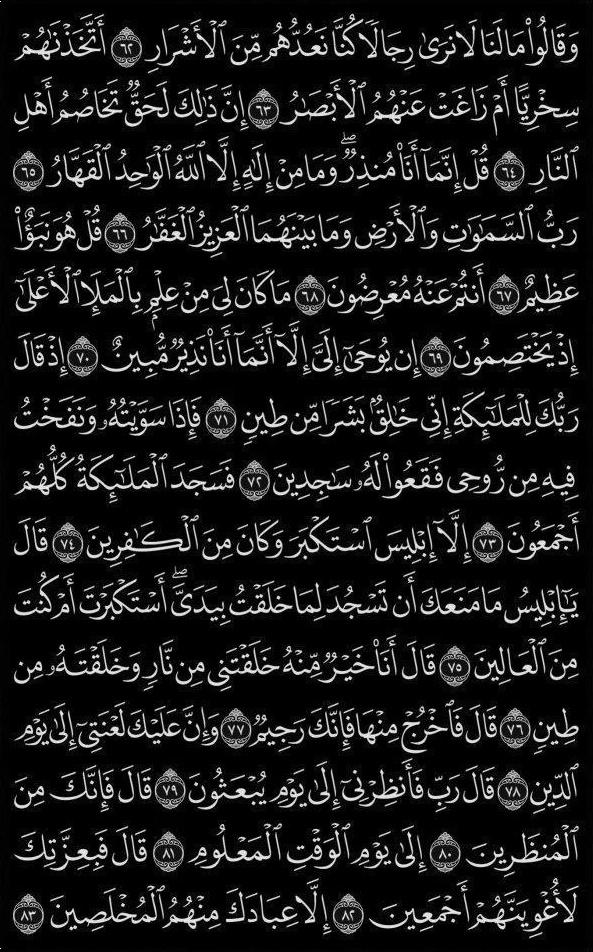 وَقَالُوا۟ مَا لَنَا لَا نَرَىٰ رِجَالًا كُنَّا نَعُدُّهُم مِّنَ ٱلْأَشْرَارِ ٦٢ أَتَّخَذْنَـٰهُمْ
سِخْرِيًّا أَمْ زَاغَتْ عَنْهُمُ ٱلْأَبْصَـٰرُ ٦٣ إِنَّ ذَٰلِكَ لَحَقٌّ تَخَاصُمُ أَهْلِ
ٱلنَّارِ ٦٤ قُلْ إِنَّمَآ أَنَا۠ مُنذِرٌ ۖ وَمَا مِنْ إِلَـٰهٍ إِلَّا ٱللَّهُ ٱلْوَٰحِدُ ٱلْقَهَّارُ ٦٥
رَبُّ ٱلسَّمَـٰوَٰتِ وَٱلْأَرْضِ وَمَا بَيْنَهُمَا ٱلْعَزِيزُ ٱلْغَفَّـٰرُ ٦٦ قُلْ هُوَ نَبَؤٌا۟
عَظِيمٌ ٦٧ أَنتُمْ عَنْهُ مُعْرِضُونَ ٦٨ مَا كَانَ لِىَ مِنْ عِلْمٍۭ بِٱلْمَلَإِ ٱلْأَعْلَىٰٓ
إِذْ يَخْتَصِمُونَ ٦٩ إِن يُوحَىٰٓ إِلَىَّ إِلَّآ أَنَّمَآ أَنَا۠ نَذِيرٌ مُّبِينٌ ٧٠ إِذْ قَالَ
رَبُّكَ لِلْمَلَـٰٓئِكَةِ إِنِّى خَـٰلِقٌۢ بَشَرًا مِّن طِينٍ ٧١ فَإِذَا سَوَّيْتُهُۥ وَنَفَخْتُ
فِيهِ مِن رُّوحِى فَقَعُوا۟ لَهُۥ سَـٰجِدِينَ ٧٢ فَسَجَدَ ٱلْمَلَـٰٓئِكَةُ كُلُّهُمْ
أَجْمَعُونَ ٧٣ إِلَّآ إِبْلِيسَ ٱسْتَكْبَرَ وَكَانَ مِنَ ٱلْكَـٰفِرِينَ ٧٤ قَالَ
يَـٰٓإِبْلِيسُ مَا مَنَعَكَ أَن تَسْجُدَ لِمَا خَلَقْتُ بِيَدَىَّ ۖ أَسْتَكْبَرْتَ أَمْ كُنتَ
مِنَ ٱلْعَالِينَ ٧٥ قَالَ أَنَا۠ خَيْرٌ مِّنْهُ ۖ خَلَقْتَنِى مِن نَّارٍ وَخَلَقْتَهُۥ مِن
طِينٍ ٧٦ قَالَ فَٱخْرُجْ مِنْهَا فَإِنَّكَ رَجِيمٌ ٧٧ وَإِنَّ عَلَيْكَ لَعْنَتِىٓ إِلَىٰ يَوْمِ
ٱلدِّينِ ٧٨ قَالَ رَبِّ فَأَنظِرْنِىٓ إِلَىٰ يَوْمِ يُبْعَثُونَ ٧٩ قَالَ فَإِنَّكَ مِنَ
ٱلْمُنظَرِينَ ٨٠ إِلَىٰ يَوْمِ ٱلْوَقْتِ ٱلْمَعْلُومِ ٨١ قَالَ فَبِعِزَّتِكَ
لَأُغْوِيَنَّهُمْ أَجْمَعِينَ ٨٢ إِلَّا عِبَادَكَ مِنْهُمُ ٱلْمُخْلَصِينَ ٨٣